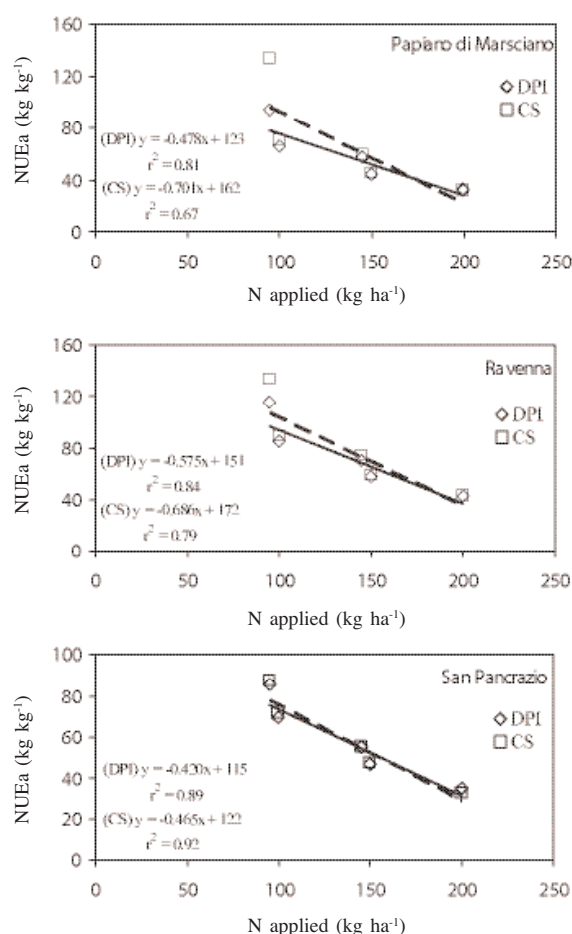 160
Papiano di Marsciano
120
DPI
CS
80
(DPI) y = -0.478x + 123
r² = 0.81
40
(CS) y = -0.701x + 162
r² = 0.67
0
NUEa (kg kg⁻¹)
0 50 100 150 200 250
N applied (kg ha⁻¹)
160
Ravenna
120
DPI
CS
80
(DPI) y = -0.575x + 151
r² = 0.84
40
(CS) y = -0.686x + 172
r² = 0.79
0
NUEa (kg kg⁻¹)
0 50 100 150 200 250
N applied (kg ha⁻¹)
100
San Pancrazio
80
DPI
CS
60
40
(DPI) y = -0.420x + 115
r² = 0.89
20
(CS) y = -0.465x + 122
r² = 0.92
0
NUEa (kg kg⁻¹)
0 50 100 150 200 250
N applied (kg ha⁻¹)